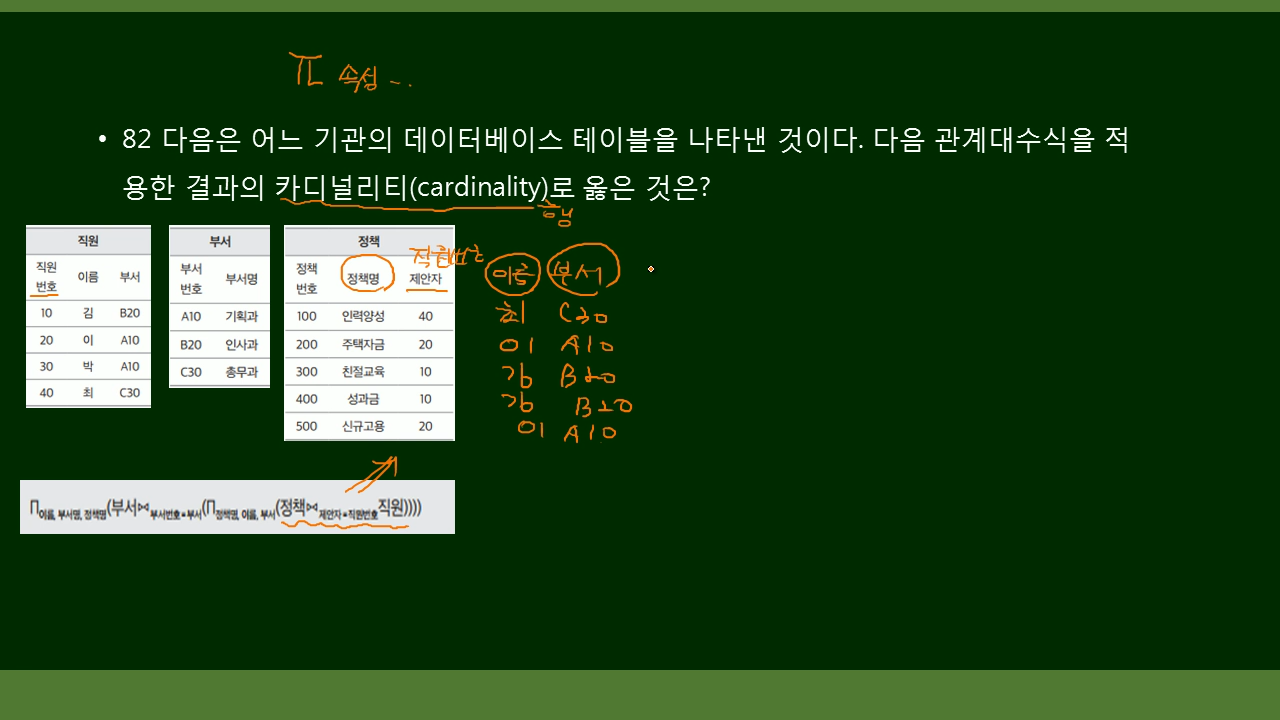 π 속성 - . .
• 82 다음은 어느 기관의 데이터베이스 테이블을 나타낸 것이다. 다음 관계대수식을 적
용한 결과의 카디널리티(cardinality)로 옳은 것은?
행
직원
직원
번호 이름 부서
10 김 B20
20 이 A10
30 박 A10
40 최 C30
부서
부서
번호 부서명
A10 기획과
B20 인사과
C30 총무과
정책
직원번호
정책
번호 정책명 제안자
100 인력양성 40
200 주택자금 20
300 친절교육 10
400 성과금 10
500 신규고용 20
이름 부서
최 C30
이 A10
김 B20
김 B20
이 A10
Π이름, 부서명, 정책명(부서⋈부서번호=부서(Π정책명, 이름, 부서(정책⋈제안자=직원번호직원))))